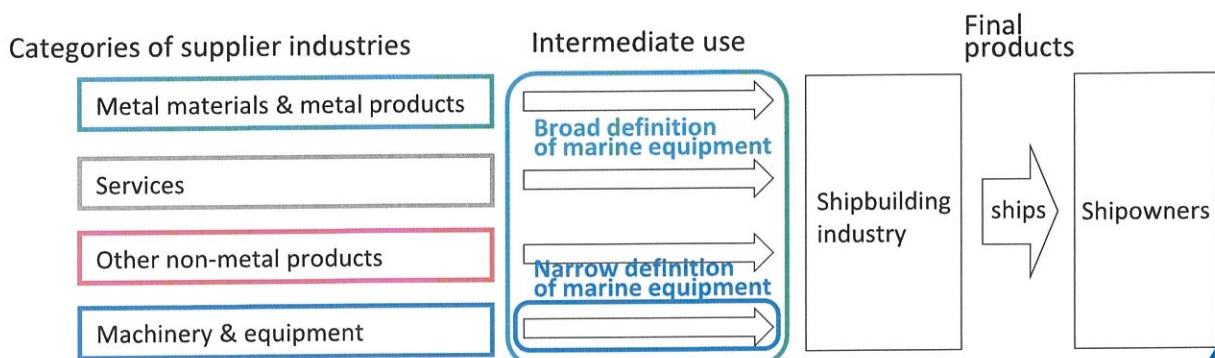 Categories of supplier industries
Intermediate use
Final
products
Metal materials & metal products
Broad definition
of marine equipment
Services
Shipbuilding
industry
ships
Shipowners
Other non-metal products
Narrow definition
of marine equipment
Machinery & equipment